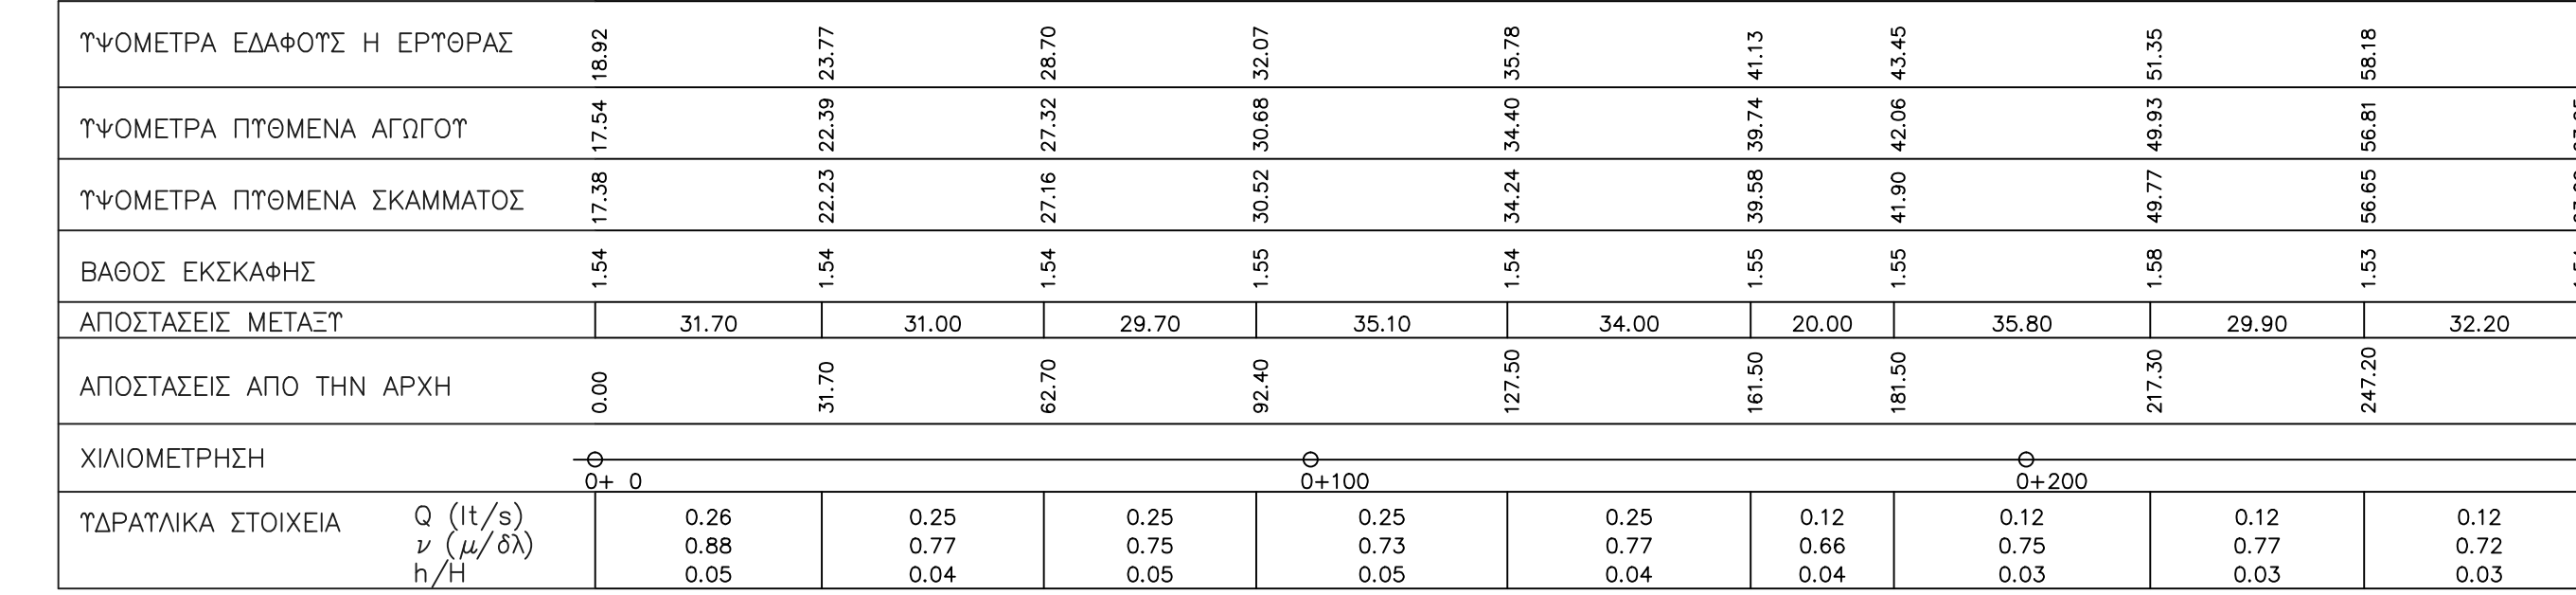 ΥΨΟΜΕΤΡΑ ΕΔΑΦΟΥΣ Η ΕΡΥΘΡΑΣ 18.92 23.77 28.70 32.07 35.78 41.13 43.45 51.35 58.18
ΥΨΟΜΕΤΡΑ ΠΥΘΜΕΝΑ ΑΓΩΓΟΥ 17.54 22.39 27.32 30.68 34.40 39.74 42.06 49.93 56.81
ΥΨΟΜΕΤΡΑ ΠΥΘΜΕΝΑ ΣΚΑΜΜΑΤΟΣ 17.38 22.23 27.16 30.52 34.24 39.58 41.90 49.77 56.65
ΒΑΘΟΣ ΕΚΣΚΑΦΗΣ 1.54 1.54 1.54 1.55 1.54 1.55 1.55 1.58 1.53
ΑΠΟΣΤΑΣΕΙΣ ΜΕΤΑΞΥ 31.70 31.00 29.70 35.10 34.00 20.00 35.80 29.90 32.20
ΑΠΟΣΤΑΣΕΙΣ ΑΠΟ ΤΗΝ ΑΡΧΗ 0.00 31.70 62.70 92.40 127.50 161.50 181.50 217.30 247.20
ΧΙΛΙΟΜΕΤΡΗΣΗ
0+ 0 0+100 0+200
ΥΔΡΑΥΛΙΚΑ ΣΤΟΙΧΕΙΑ Q (lt/s) 0.26 0.25 0.25 0.25 0.25 0.12 0.12 0.12 0.12
ν (μ/δλ) 0.88 0.77 0.75 0.73 0.77 0.66 0.75 0.77 0.72
h/H 0.05 0.04 0.05 0.05 0.04 0.04 0.03 0.03 0.03